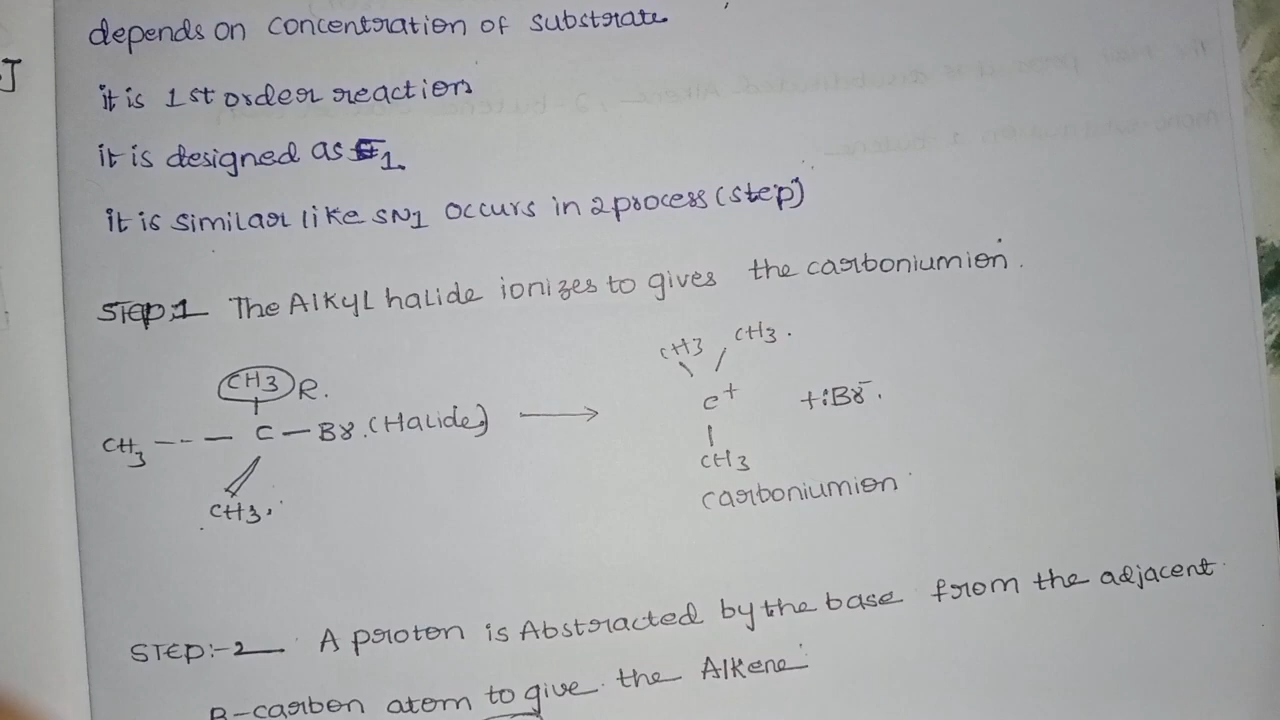 depends on concentration of substrate
it is 1st order reaction
it is designed as E1.
it is similar like SN1 occurs in 2 process (step)
STEP:1 The Alkyl halide ionizes to gives the carboniumion.
CH3 R.
CH3 --- C — Br. (Halide)
CH3.
CH3 CH3.
C+ +:Br-.
CH3
carboniumion
STEP:-2 A proton is Abstracted by the base from the adjacent
B-carbon atom to give the Alkene